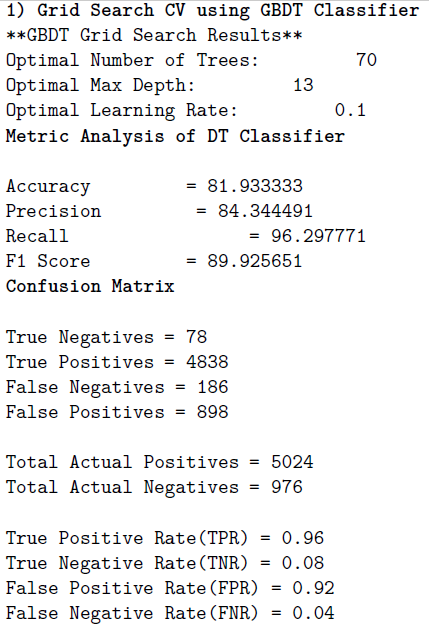 1) Grid Search CV using GBDT Classifier
**GBDT Grid Search Results**
Optimal Number of Trees: 70
Optimal Max Depth: 13
Optimal Learning Rate: 0.1
Metric Analysis of DT Classifier
Accuracy = 81.933333
Precision = 84.344491
Recall = 96.297771
F1 Score = 89.925651
Confusion Matrix
True Negatives = 78
True Positives = 4838
False Negatives = 186
False Positives = 898
Total Actual Positives = 5024
Total Actual Negatives = 976
True Positive Rate(TPR) = 0.96
True Negative Rate(TNR) = 0.08
False Positive Rate(FPR) = 0.92
False Negative Rate(FNR) = 0.04